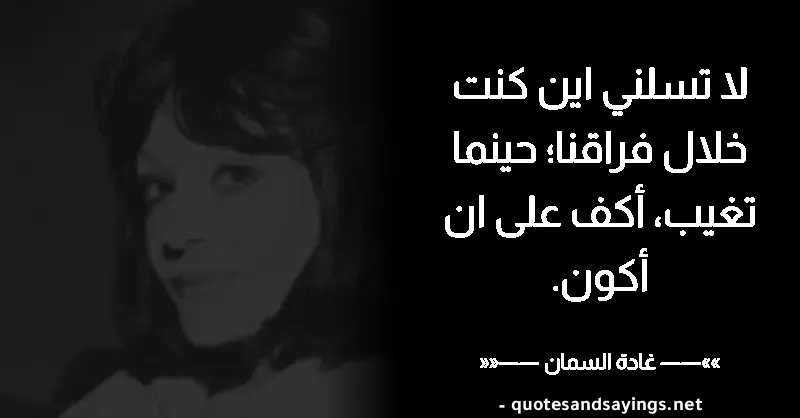 لا تسلني اين كنت
خلال فراقنا؛ حينما
تغيب، أكف على ان
أكون.
»»—— غادة السمان ——««
- quotesandsayings.net